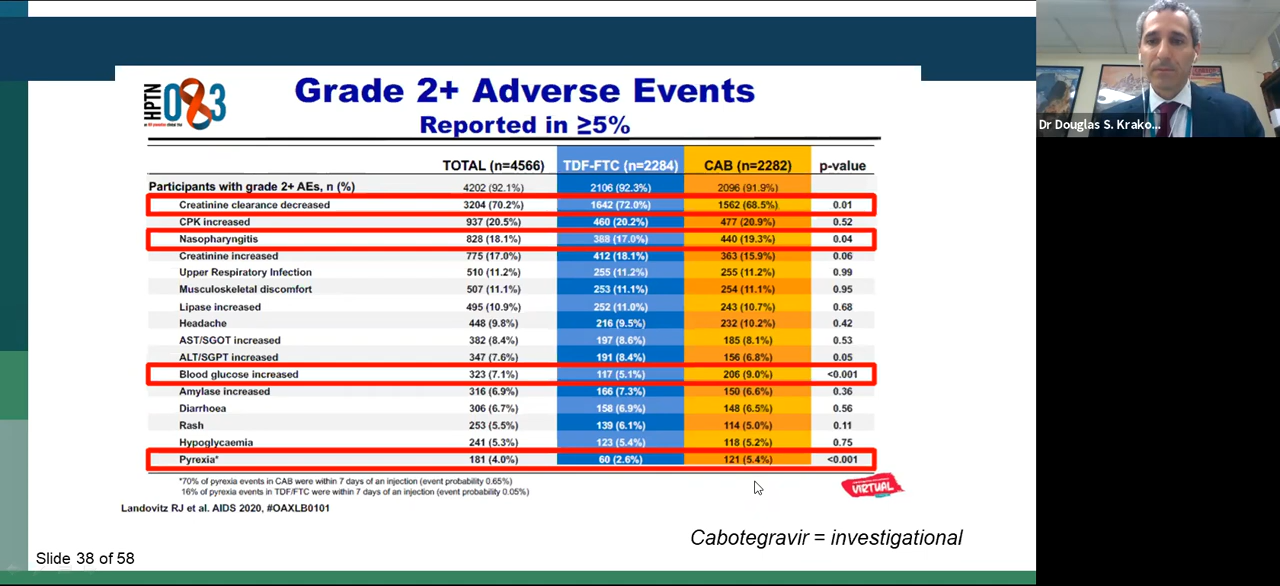 HPTN 083
Grade 2+ Adverse Events
Reported in ≥5%
TOTAL (n=4566) TDF-FTC (n=2284) CAB (n=2282) p-value
Participants with grade 2+ AEs, n (%) 4202 (92.1%) 2106 (92.3%) 2096 (91.9%)
Creatinine clearance decreased 3204 (70.2%) 1642 (72.0%) 1562 (68.5%) 0.01
CPK increased 937 (20.5%) 460 (20.2%) 477 (20.9%) 0.52
Nasopharyngitis 828 (18.1%) 388 (17.0%) 440 (19.3%) 0.04
Creatinine increased 775 (17.0%) 412 (18.1%) 363 (15.9%) 0.06
Upper Respiratory Infection 510 (11.2%) 255 (11.2%) 255 (11.2%) 0.99
Musculoskeletal discomfort 507 (11.1%) 253 (11.1%) 254 (11.1%) 0.95
Lipase increased 495 (10.9%) 252 (11.0%) 243 (10.7%) 0.68
Headache 448 (9.8%) 216 (9.5%) 232 (10.2%) 0.42
AST/SGOT increased 382 (8.4%) 197 (8.6%) 185 (8.1%) 0.53
ALT/SGPT increased 347 (7.6%) 191 (8.4%) 156 (6.8%) 0.05
Blood glucose increased 323 (7.1%) 117 (5.1%) 206 (9.0%) <0.001
Amylase increased 316 (6.9%) 166 (7.3%) 150 (6.6%) 0.36
Diarrhoea 306 (6.7%) 158 (6.9%) 148 (6.5%) 0.56
Rash 253 (5.5%) 139 (6.1%) 114 (5.0%) 0.11
Hypoglycaemia 241 (5.3%) 123 (5.4%) 118 (5.2%) 0.75
Pyrexia* 181 (4.0%) 60 (2.6%) 121 (5.4%) <0.001
*70% of pyrexia events in CAB were within 7 days of an injection (event probability 0.65%)
16% of pyrexia events in TDF/FTC were within 7 days of an injection (event probability 0.05%)
VIRTUAL
Landovitz RJ et al. AIDS 2020, #OAXLB0101
Cabotegravir = investigational
Slide 38 of 58
Dr Douglas S. Krako...